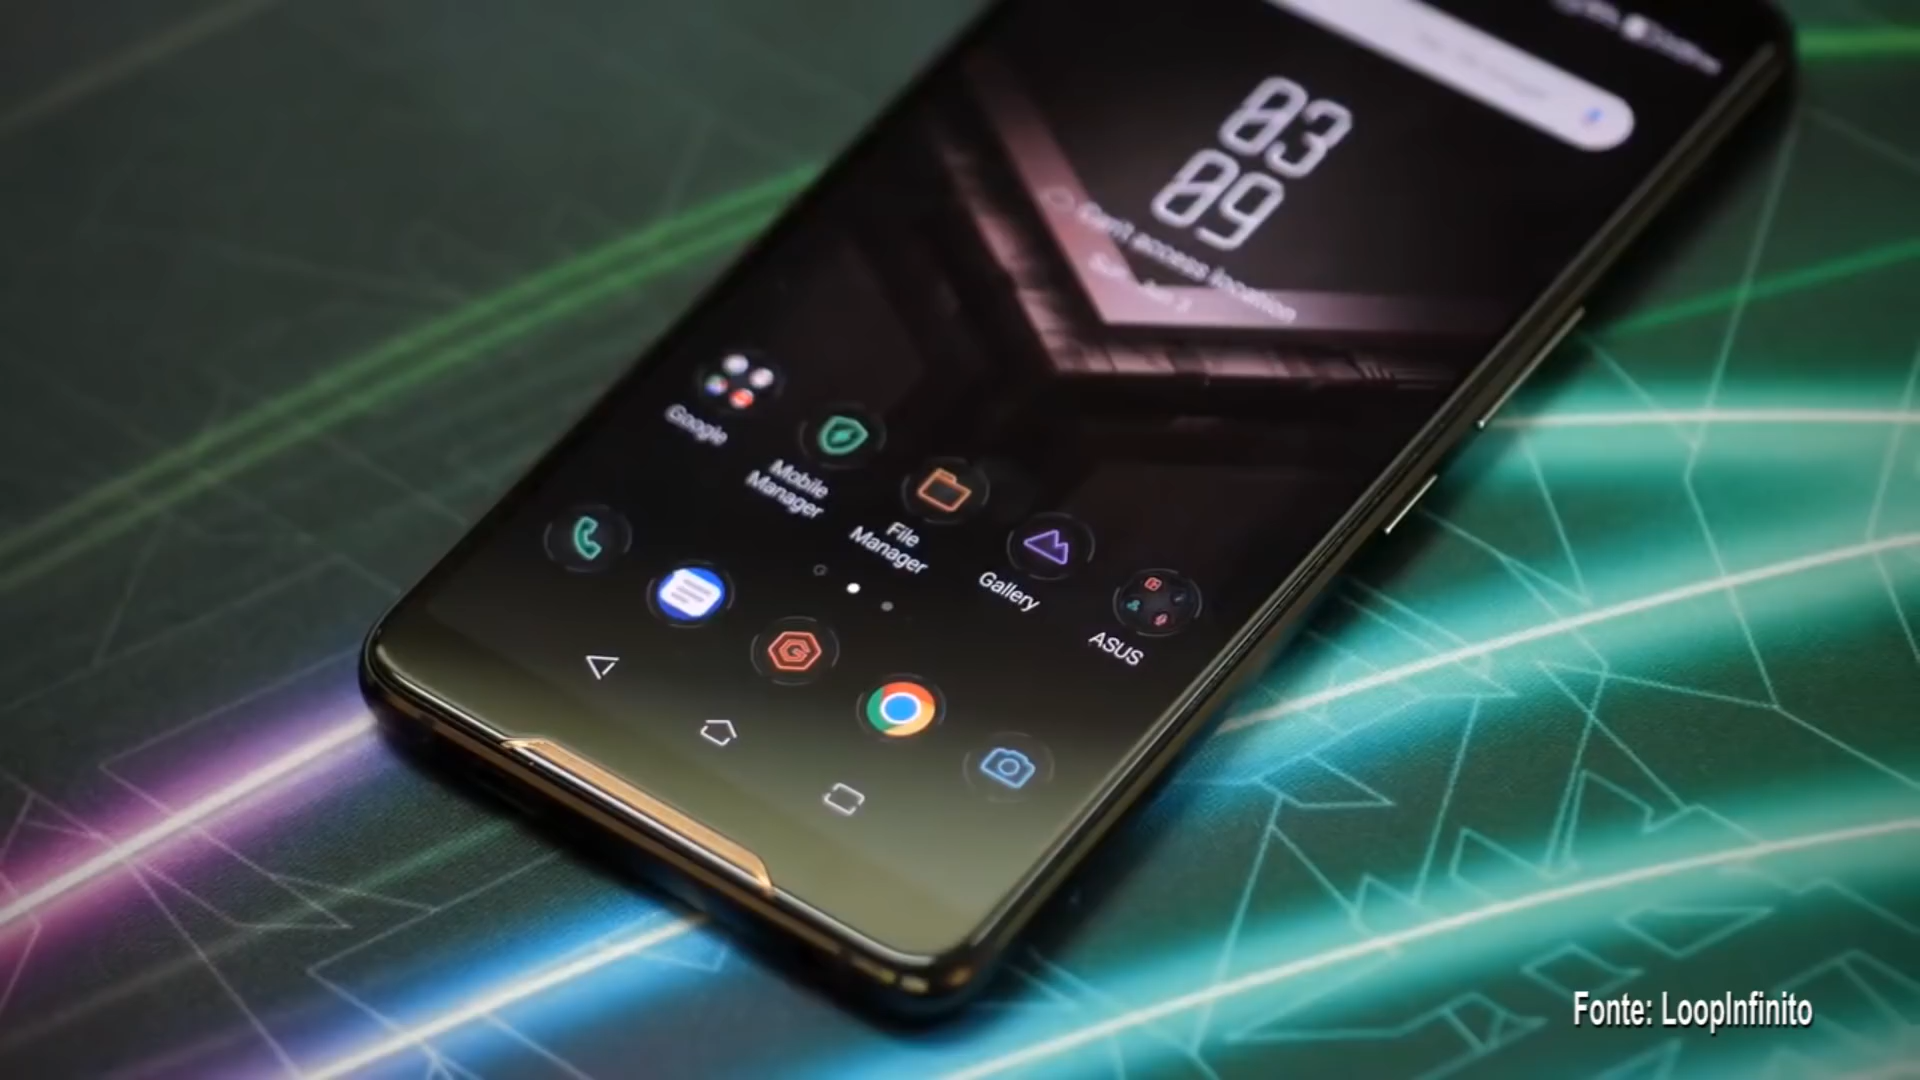 03
09
Can't access location
Google
Mobile
Manager
File
Manager
Gallery
ASUS
Fonte: LoopInfinito